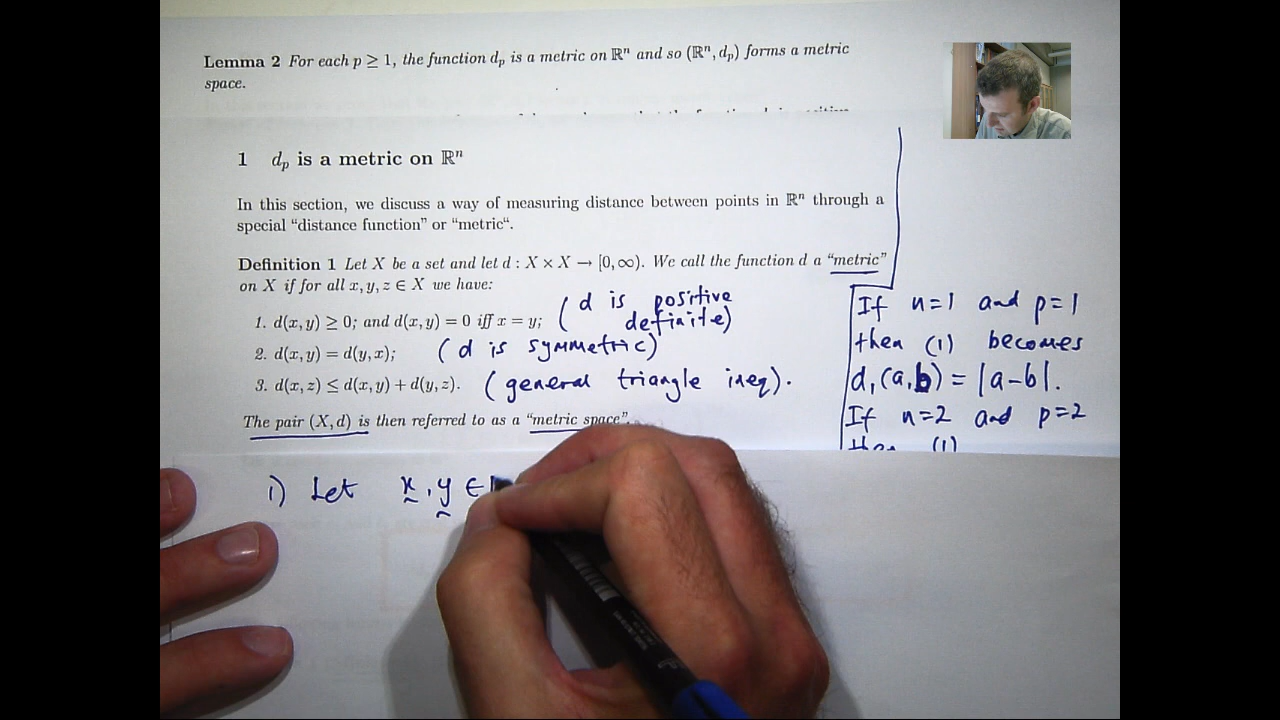 Lemma 2 For each p ≥ 1, the function d_p is a metric on ℝⁿ and so (ℝⁿ, d_p) forms a metric
space.
1 d_p is a metric on ℝⁿ
In this section, we discuss a way of measuring distance between points in ℝⁿ through a
special “distance function” or “metric“.
Definition 1 Let X be a set and let d : X × X → [0, ∞). We call the function d a “metric”
on X if for all x, y, z ∈ X we have:
1. d(x, y) ≥ 0; and d(x, y) = 0 iff x = y; (d is positive
definite)
2. d(x, y) = d(y, x); (d is symmetric)
3. d(x, z) ≤ d(x, y) + d(y, z). (general triangle ineq).
The pair (X, d) is then referred to as a “metric space”.
If n=1 and p=1
then (1) becomes
d₁(a,b) = |a-b|.
If n=2 and p=2
then (1)
i) Let x, y ∈